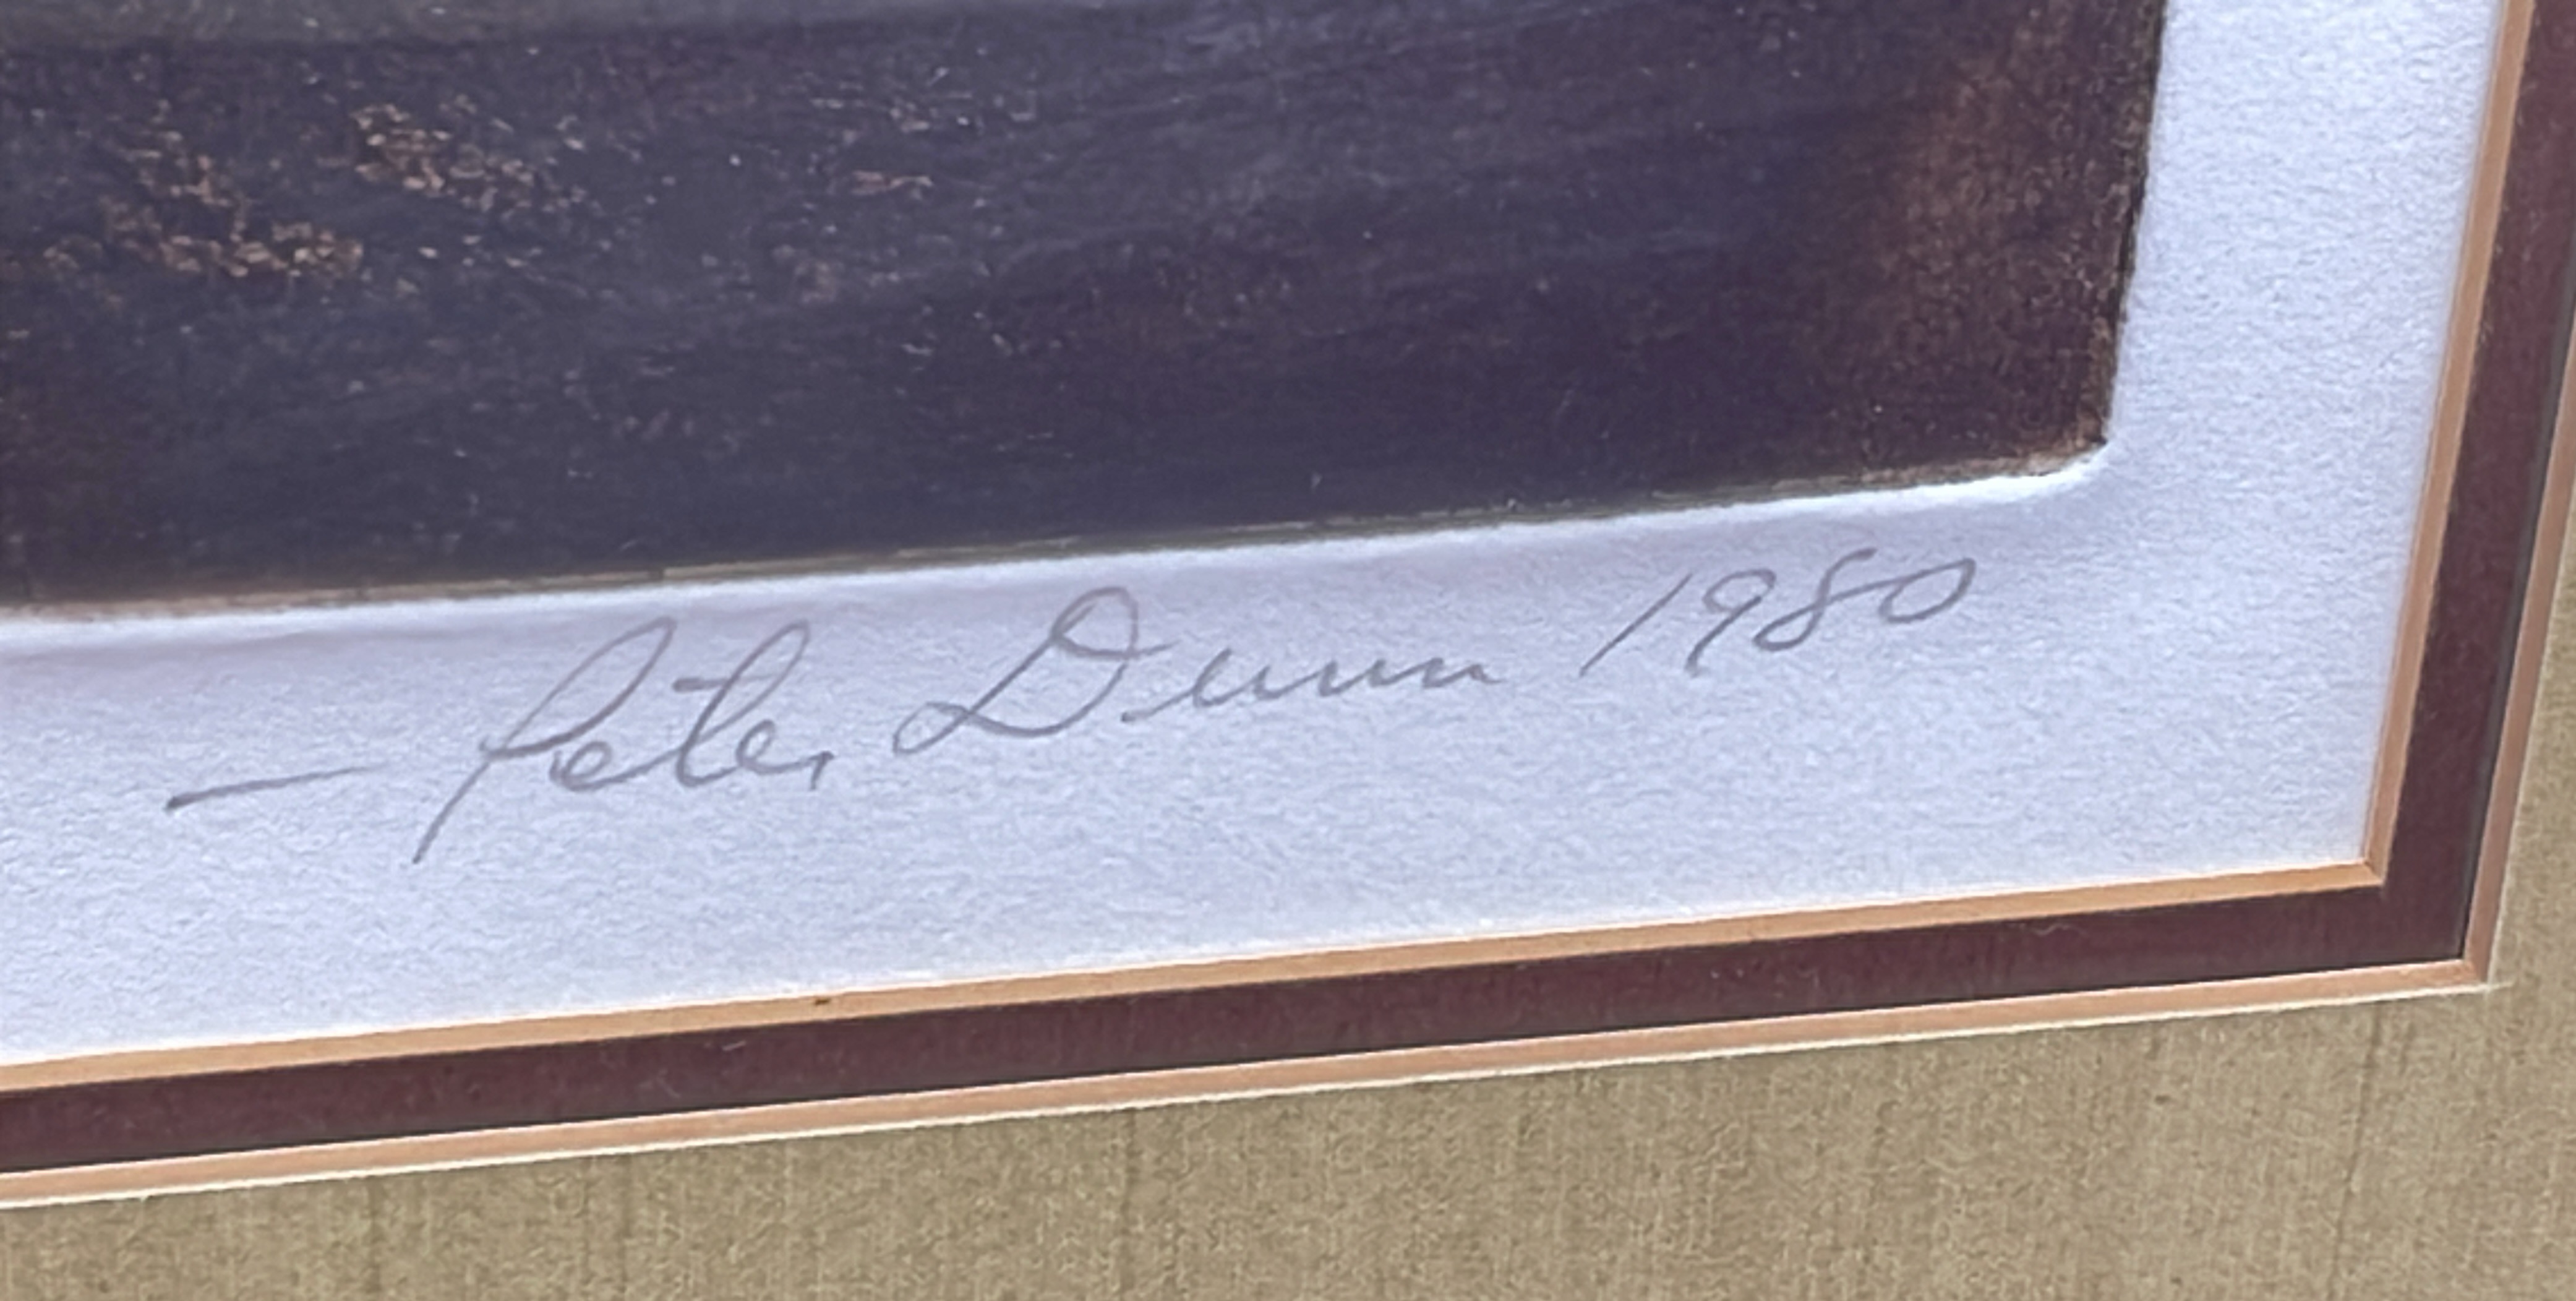 — Peter Dunn 1980